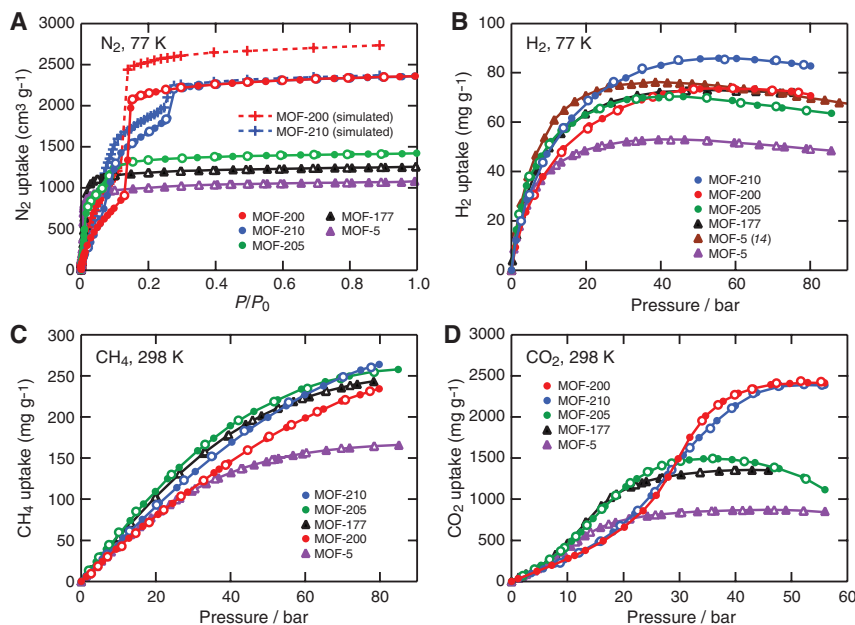 A
N2, 77 K
3000
2500
2000
1500
1000
500
0
N2 uptake (cm3 g-1)
MOF-200 (simulated)
MOF-210 (simulated)
MOF-200
MOF-177
MOF-210
MOF-5
MOF-205
0.0
0.2
0.4
0.6
0.8
1.0
P/P0
B
H2, 77 K
100
80
60
40
20
0
H2 uptake (mg g-1)
MOF-210
MOF-200
MOF-205
MOF-177
MOF-5 (14)
MOF-5
0
20
40
60
80
Pressure / bar
C
CH4, 298 K
300
250
200
150
100
50
0
CH4 uptake (mg g-1)
MOF-210
MOF-205
MOF-177
MOF-200
MOF-5
0
20
40
60
80
Pressure / bar
D
CO2, 298 K
3000
2500
2000
1500
1000
500
0
CO2 uptake (mg g-1)
MOF-200
MOF-210
MOF-205
MOF-177
MOF-5
0
10
20
30
40
50
60
Pressure / bar